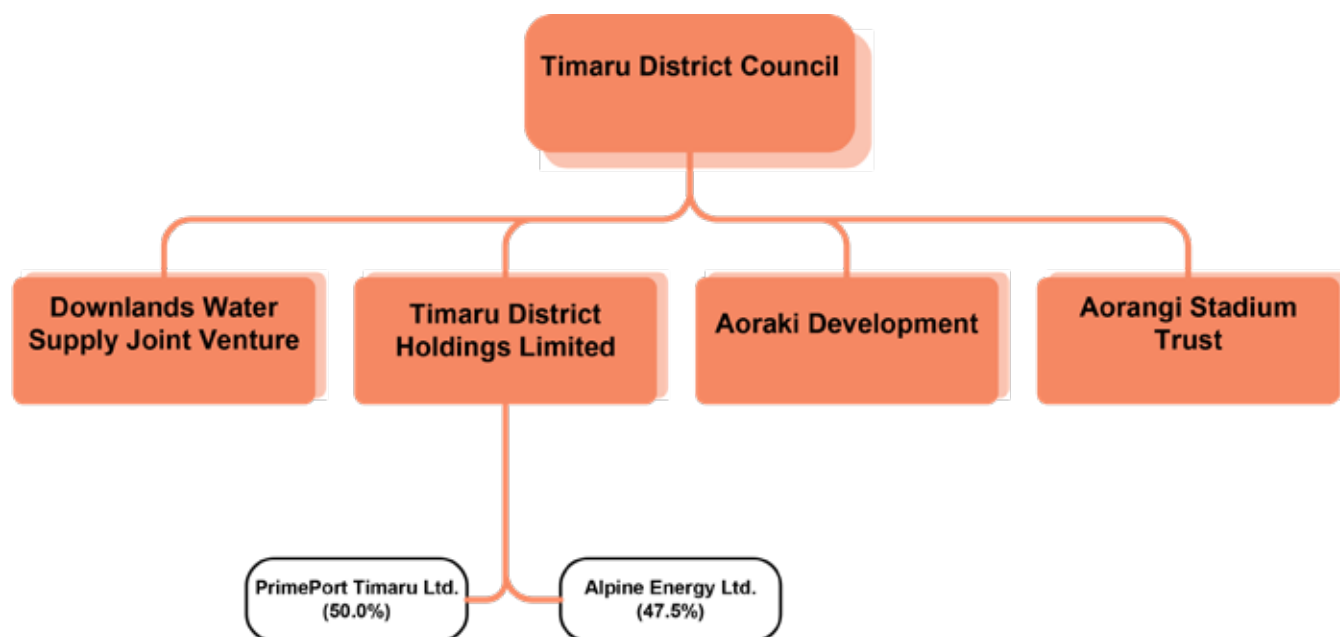 Timaru District Council
Downlands Water
Supply Joint Venture
Timaru District
Holdings Limited
Aoraki Development
Aorangi Stadium
Trust
PrimePort Timaru Ltd.
(50.0%)
Alpine Energy Ltd.
(47.5%)